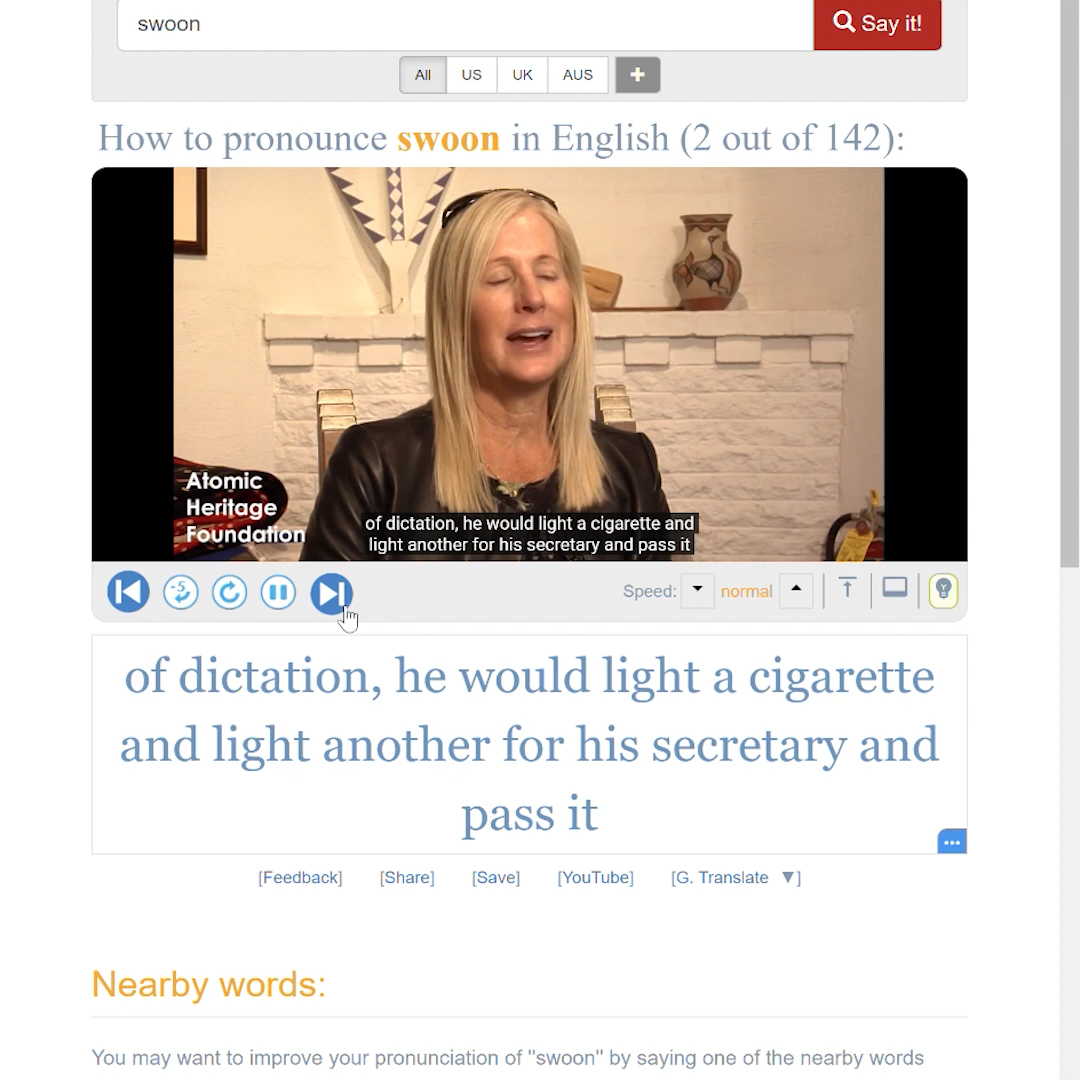 swoon
Say it!
All
US
UK
AUS
How to pronounce swoon in English (2 out of 142):
Atomic
Heritage
Foundation
of dictation, he would light a cigarette and
light another for his secretary and pass it
-5
Speed:
normal
of dictation, he would light a cigarette
and light another for his secretary and
pass it
[Feedback]
[Share]
[Save]
[YouTube]
[G. Translate ▼]
Nearby words:
You may want to improve your pronunciation of "swoon" by saying one of the nearby words